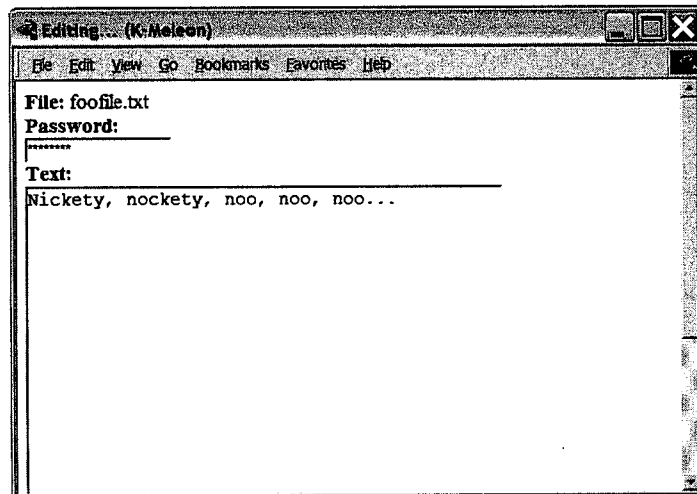 Editing... (K-Meleon)
File Edit View Go Bookmarks Favorites Help
File: foofile.txt
Password:
********
Text:
Nickety, nockety, noo, noo, noo...